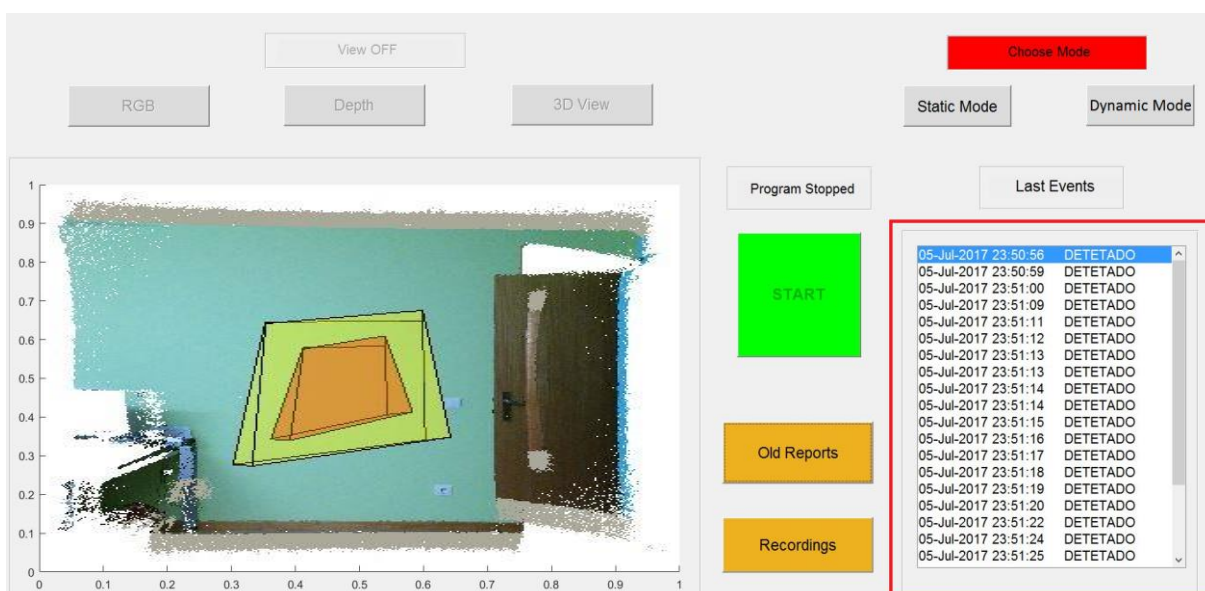 View OFF
Choose Mode
RGB
Depth
3D View
Static Mode
Dynamic Mode
Program Stopped
Last Events
START
Old Reports
Recordings
1
0.9
0.8
0.7
0.6
0.5
0.4
0.3
0.2
0.1
0
0 0.1 0.2 0.3 0.4 0.5 0.6 0.7 0.8 0.9 1
05-Jul-2017 23:50:56 DETETADO
05-Jul-2017 23:50:59 DETETADO
05-Jul-2017 23:51:00 DETETADO
05-Jul-2017 23:51:09 DETETADO
05-Jul-2017 23:51:11 DETETADO
05-Jul-2017 23:51:12 DETETADO
05-Jul-2017 23:51:13 DETETADO
05-Jul-2017 23:51:13 DETETADO
05-Jul-2017 23:51:14 DETETADO
05-Jul-2017 23:51:14 DETETADO
05-Jul-2017 23:51:15 DETETADO
05-Jul-2017 23:51:16 DETETADO
05-Jul-2017 23:51:17 DETETADO
05-Jul-2017 23:51:18 DETETADO
05-Jul-2017 23:51:19 DETETADO
05-Jul-2017 23:51:20 DETETADO
05-Jul-2017 23:51:22 DETETADO
05-Jul-2017 23:51:24 DETETADO
05-Jul-2017 23:51:25 DETETADO